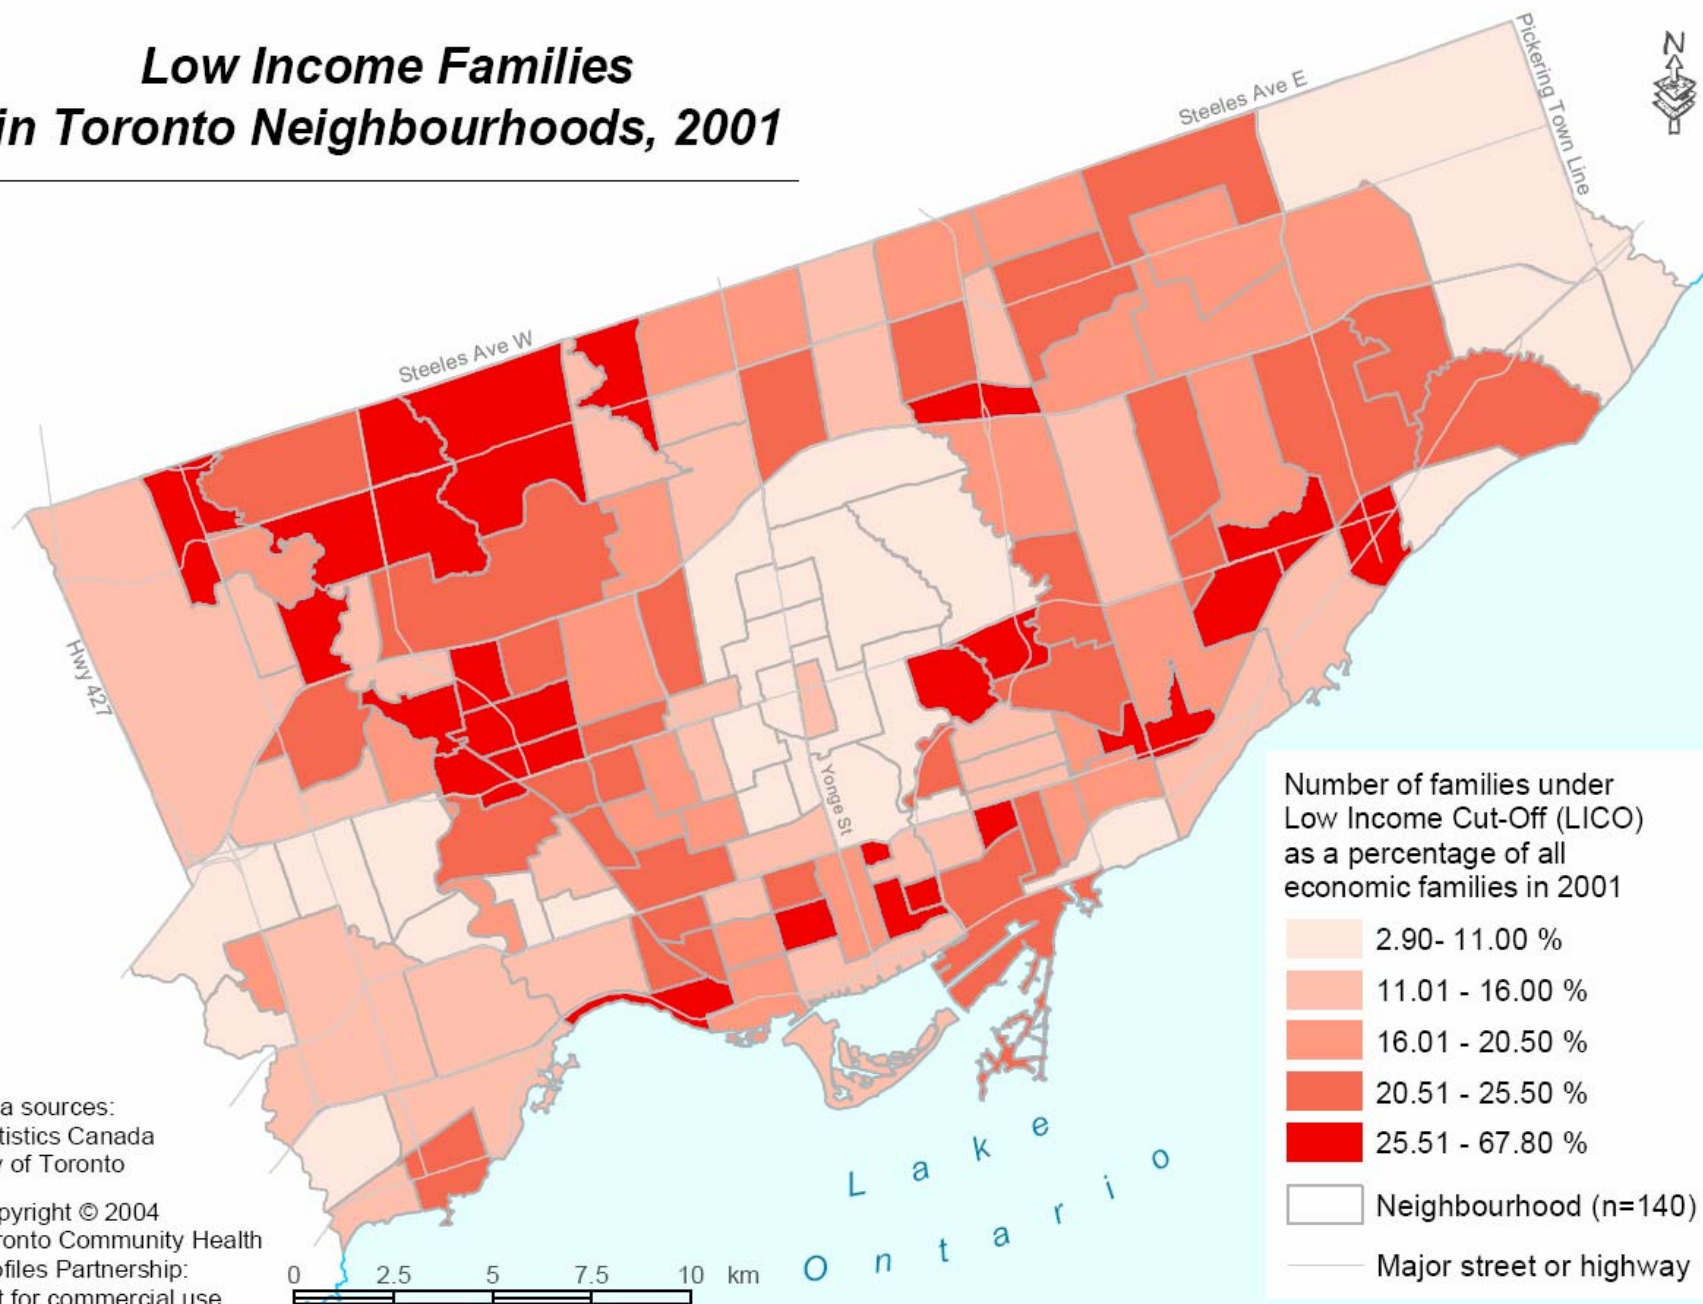 Low Income Families
in Toronto Neighbourhoods, 2001
N
Pickering Town Line
Steeles Ave E
Steeles Ave W
Hwy 427
Yonge St
Number of families under
Low Income Cut-Off (LICO)
as a percentage of all
economic families in 2001
2.90- 11.00 %
11.01 - 16.00 %
16.01 - 20.50 %
20.51 - 25.50 %
25.51 - 67.80 %
Neighbourhood (n=140)
Major street or highway
Lake
Ontario
a sources:
tistics Canada
y of Toronto
pyright © 2004
ronto Community Health
ofiles Partnership:
t for commercial use
0 2.5 5 7.5 10 km